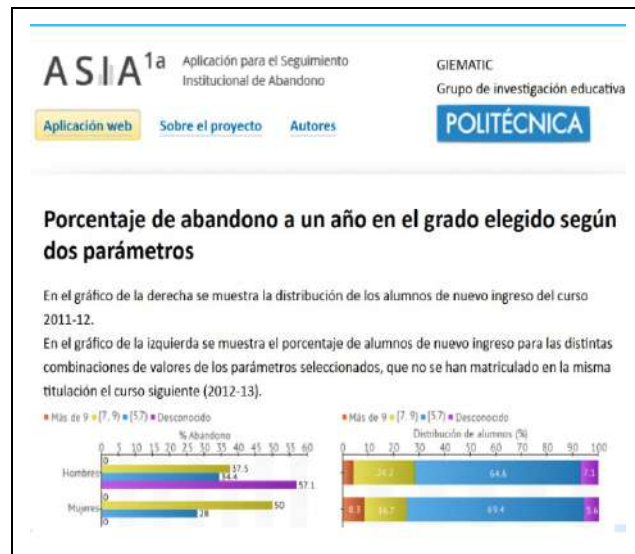 ASIA 1a
Aplicación para el Seguimiento
Institucional de Abandono
GIEMATIC
Grupo de investigación educativa
POLITÉCNICA
Aplicación web Sobre el proyecto Autores
Porcentaje de abandono a un año en el grado elegido según
dos parámetros
En el gráfico de la derecha se muestra la distribución de los alumnos de nuevo ingreso del curso
2011-12.
En el gráfico de la izquierda se muestra el porcentaje de alumnos de nuevo ingreso para las distintas
combinaciones de valores de los parámetros seleccionados, que no se han matriculado en la misma
titulación el curso siguiente (2012-13).
Más de 9 [7, 9) [5,7) Desconocido
% Abandono
0 5 10 15 20 25 30 35 40 45 50 55 60
Hombres
0
37.5
34.4
57.1
Mujeres
0
50
28
0
Más de 9 [7, 9) [5,7) Desconocido
Distribución de alumnos (%)
0 10 20 30 40 50 60 70 80 90 100
24.2 64.6 7.1
8.3 16.7 69.4 5.6